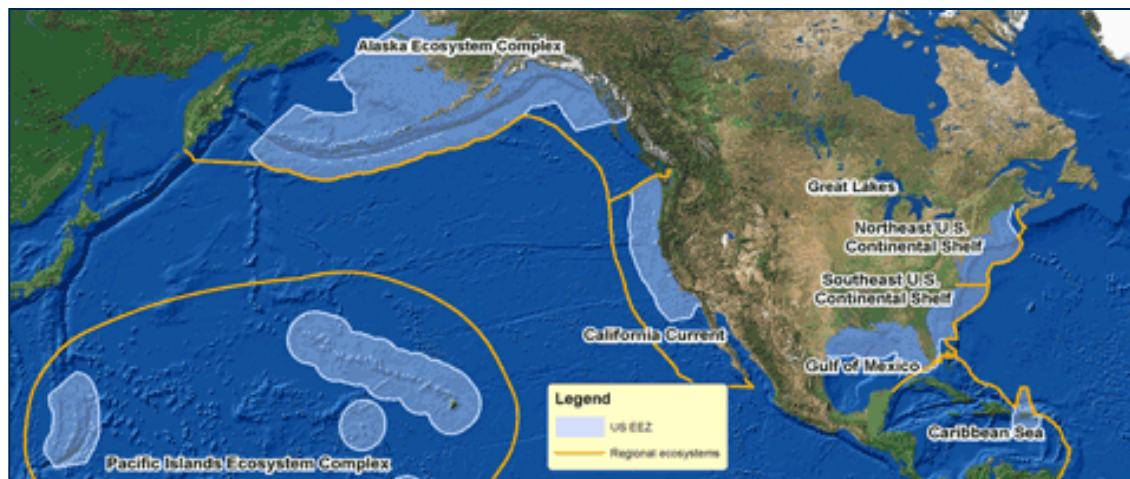 Alaska Ecosystem Complex
Great Lakes
Northeast U.S.
Continental Shelf
Southeast U.S.
Continental Shelf
California Current
Gulf of Mexico
Legend
US EEZ
Regional ecosystems
Caribbean Sea
Pacific Islands Ecosystem Complex